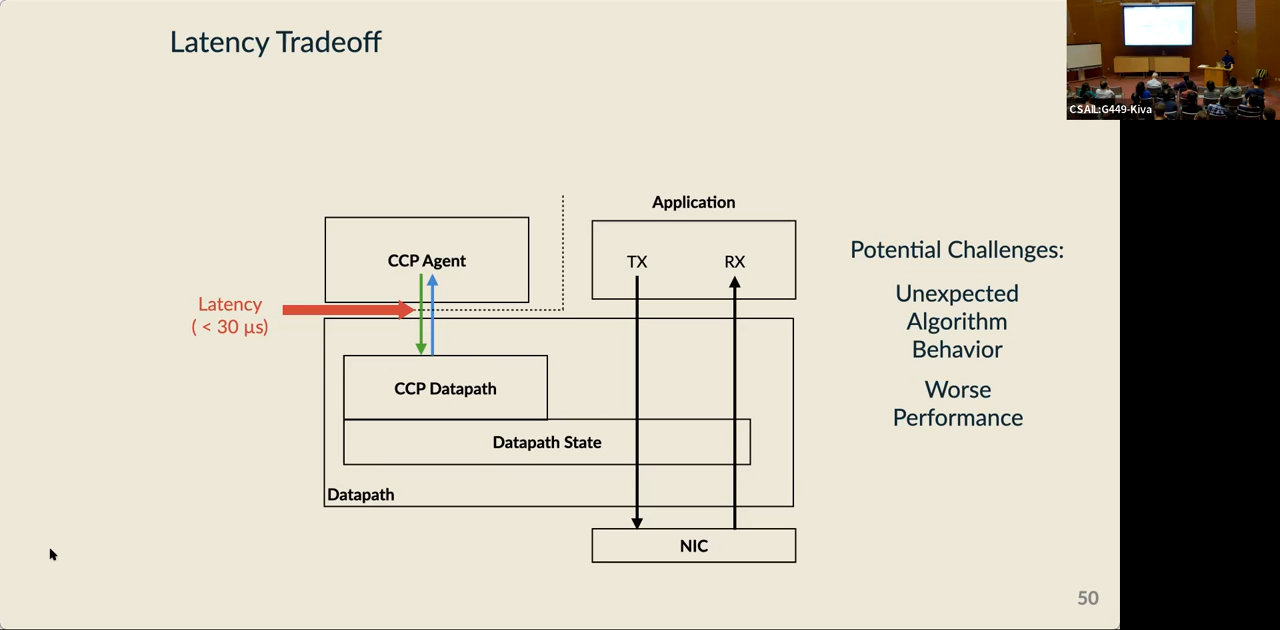 Latency Tradeoff
CSAIL:G449-Kiva
Application
CCP Agent
TX
RX
Latency
( < 30 μs)
Potential Challenges:
Unexpected
Algorithm
Behavior
Worse
Performance
CCP Datapath
Datapath State
Datapath
NIC
50